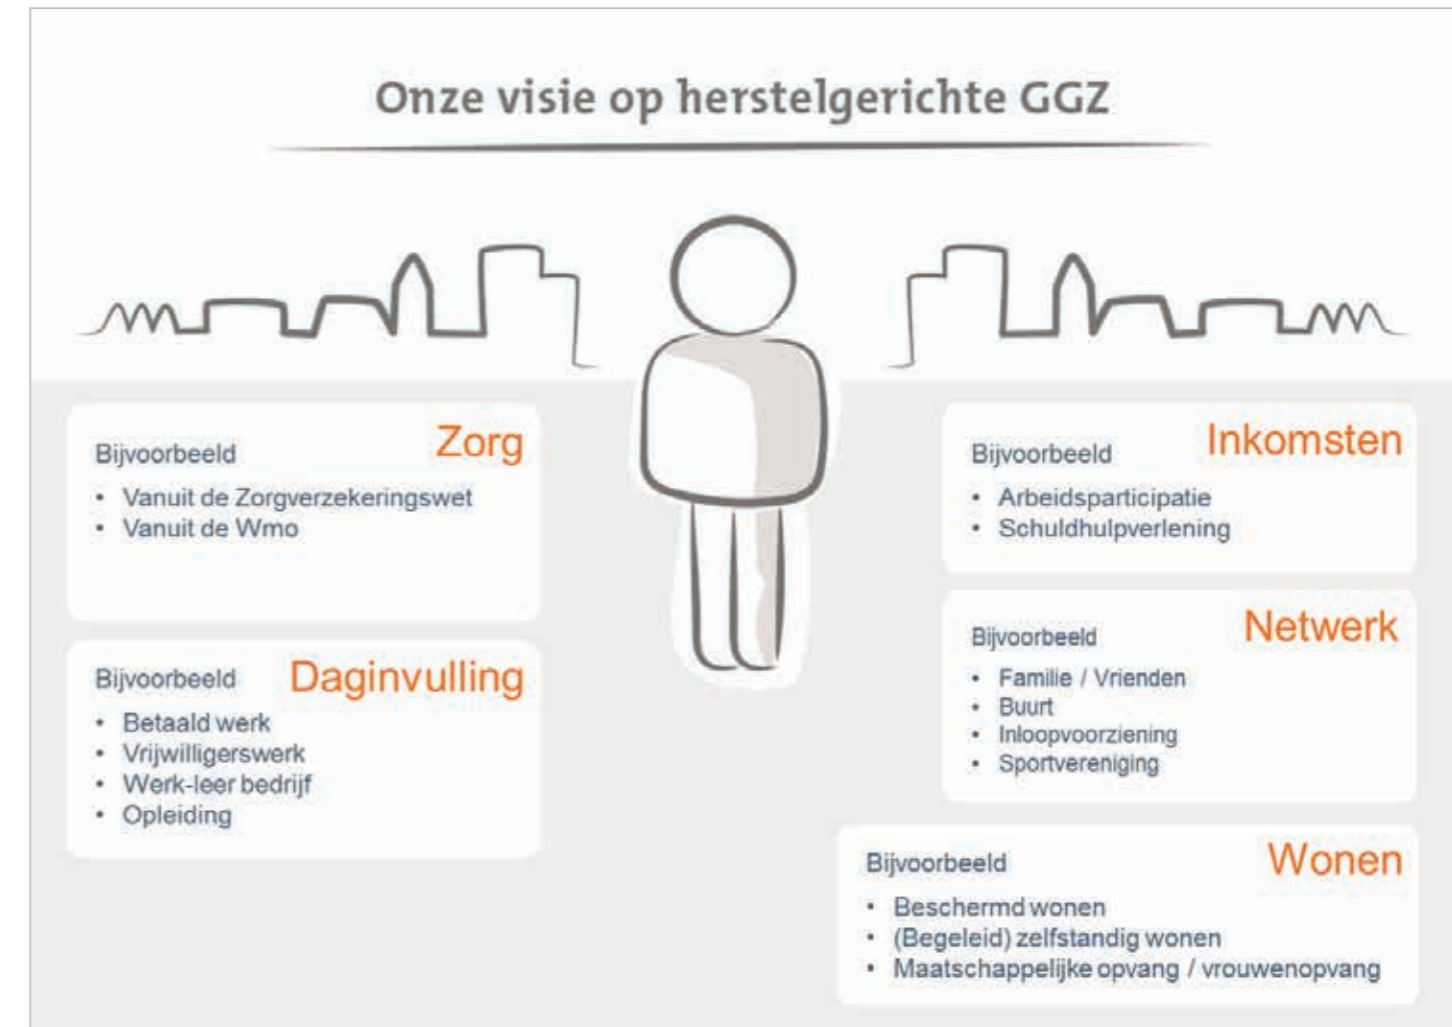 Onze visie op herstelgerichte GGZ
Zorg
Bijvoorbeeld
• Vanuit de Zorgverzekeringswet
• Vanuit de Wmo
Daginvulling
Bijvoorbeeld
• Betaald werk
• Vrijwilligerswerk
• Werk-leer bedrijf
• Opleiding
Inkomsten
Bijvoorbeeld
• Arbeidsparticipatie
• Schuldhulpverlening
Netwerk
Bijvoorbeeld
• Familie / Vrienden
• Buurt
• Inloopvoorziening
• Sportvereniging
Wonen
Bijvoorbeeld
• Beschermd wonen
• (Begeleid) zelfstandig wonen
• Maatschappelijke opvang / vrouwenopvang